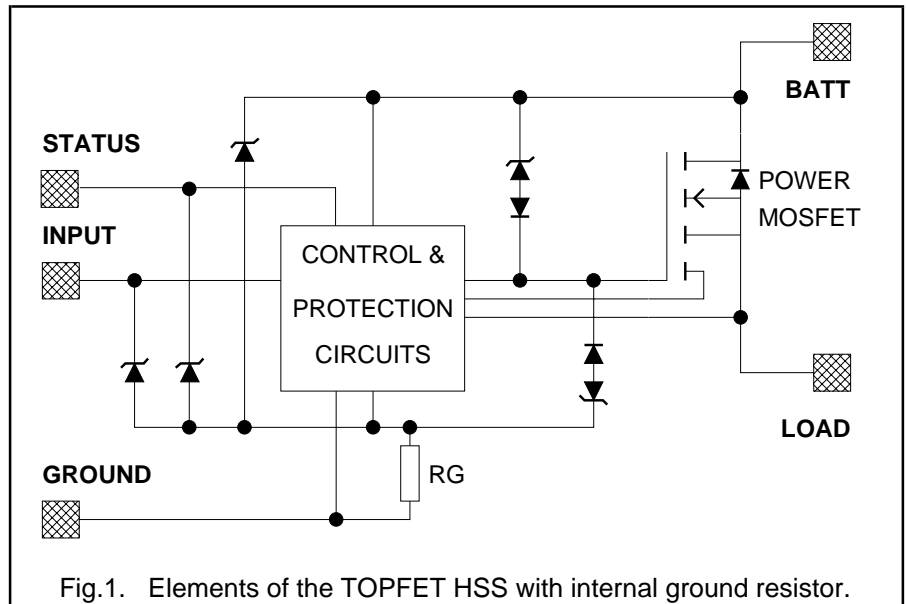 BATT
STATUS
POWER
MOSFET
INPUT
CONTROL &
PROTECTION
CIRCUITS
LOAD
GROUND
RG
Fig.1. Elements of the TOPFET HSS with internal ground resistor.